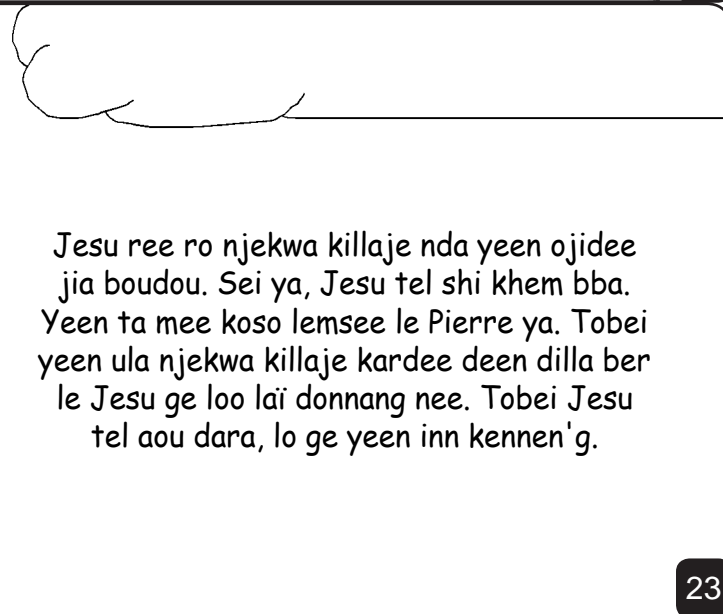 Jesu ree ro njekwa killaje nda yeen ojidee
jia boudou. Sei ya, Jesu tel shi khem bba.
Yeen ta mee koso lemsee le Pierre ya. Tobei
yeen ula njekwa killaje kardee deen dilla ber
le Jesu ge loo laï donnang nee. Tobei Jesu
tel aou dara, lo ge yeen inn kennen'g.
23